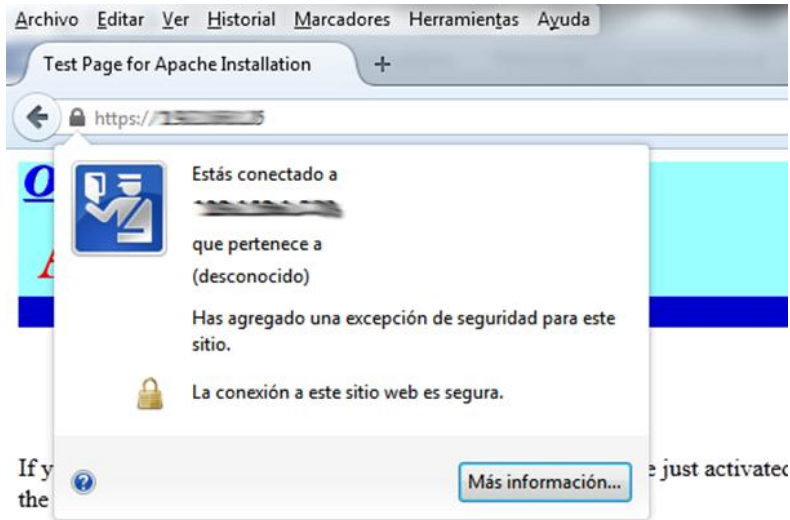 Archivo Editar Ver Historial Marcadores Herramientas Ayuda
Test Page for Apache Installation +
https://
Estás conectado a
que pertenece a
(desconocido)
Has agregado una excepción de seguridad para este
sitio.
La conexión a este sitio web es segura.
If y
Más información...
e just activated
the